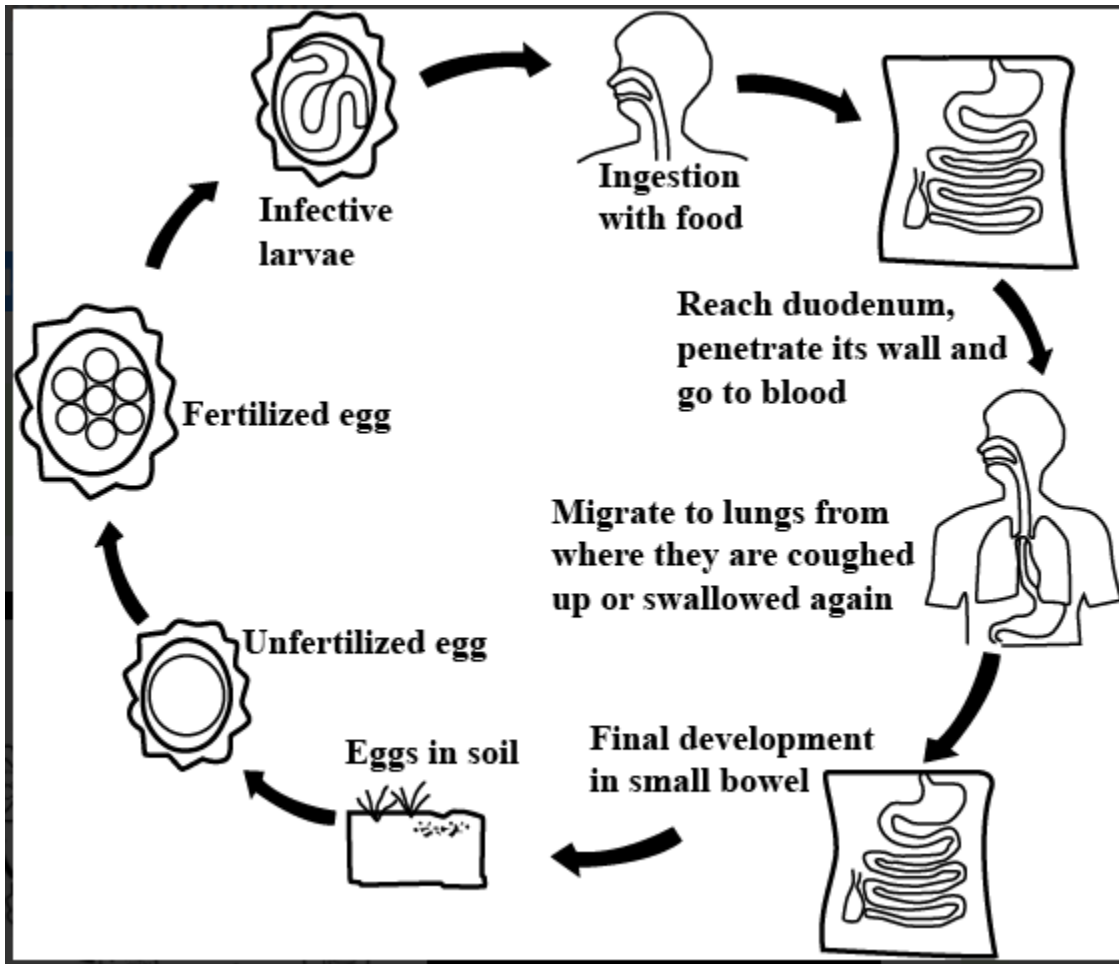 Infective
larvae
Ingestion
with food
Reach duodenum,
penetrate its wall and
go to blood
Fertilized egg
Migrate to lungs from
where they are coughed
up or swallowed again
Unfertilized egg
Final development
in small bowel
Eggs in soil